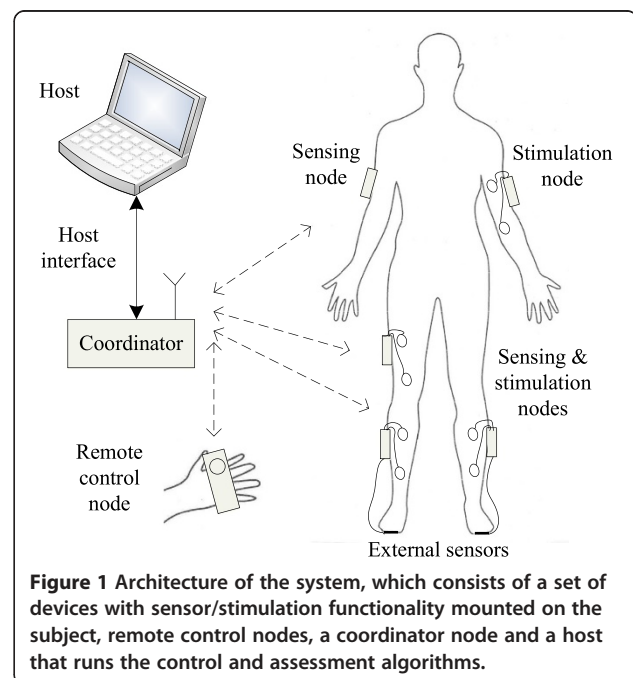 Host
Sensing
node
Stimulation
node
Host
interface
Coordinator
Sensing &
stimulation
nodes
Remote
control
node
External sensors
Figure 1 Architecture of the system, which consists of a set of
devices with sensor/stimulation functionality mounted on the
subject, remote control nodes, a coordinator node and a host
that runs the control and assessment algorithms.